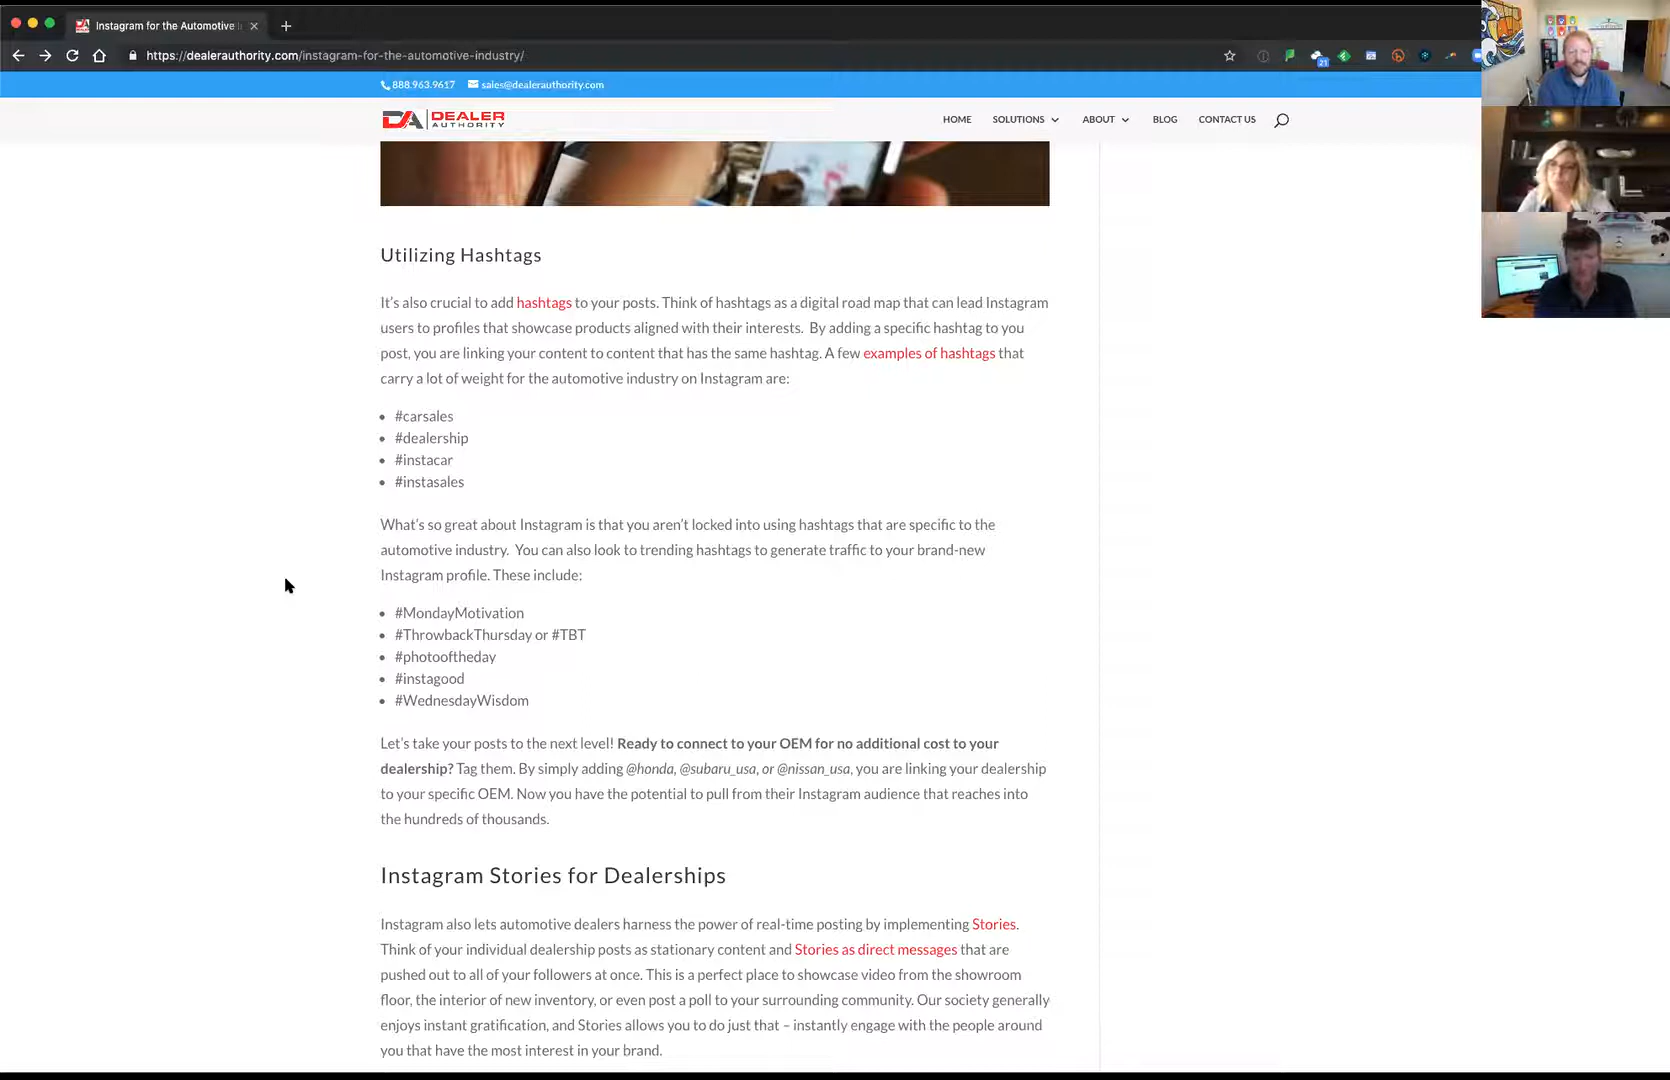 Instagram for the Automotive
https://dealerauthority.com/instagram-for-the-automotive-industry/
21
888.963.9617 sales@dealerauthority.com
DA DEALER
AUTHORITY
HOME SOLUTIONS ABOUT BLOG CONTACT US
Utilizing Hashtags
It’s also crucial to add hashtags to your posts. Think of hashtags as a digital road map that can lead Instagram
users to profiles that showcase products aligned with their interests. By adding a specific hashtag to you
post, you are linking your content to content that has the same hashtag. A few examples of hashtags that
carry a lot of weight for the automotive industry on Instagram are:
• #carsales
• #dealership
• #instacar
• #instasales
What’s so great about Instagram is that you aren’t locked into using hashtags that are specific to the
automotive industry. You can also look to trending hashtags to generate traffic to your brand-new
Instagram profile. These include:
• #MondayMotivation
• #ThrowbackThursday or #TBT
• #photooftheday
• #instagood
• #WednesdayWisdom
Let’s take your posts to the next level! Ready to connect to your OEM for no additional cost to your
dealership? Tag them. By simply adding @honda, @subaru_usa, or @nissan_usa, you are linking your dealership
to your specific OEM. Now you have the potential to pull from their Instagram audience that reaches into
the hundreds of thousands.
Instagram Stories for Dealerships
Instagram also lets automotive dealers harness the power of real-time posting by implementing Stories.
Think of your individual dealership posts as stationary content and Stories as direct messages that are
pushed out to all of your followers at once. This is a perfect place to showcase video from the showroom
floor, the interior of new inventory, or even post a poll to your surrounding community. Our society generally
enjoys instant gratification, and Stories allows you to do just that – instantly engage with the people around
you that have the most interest in your brand.